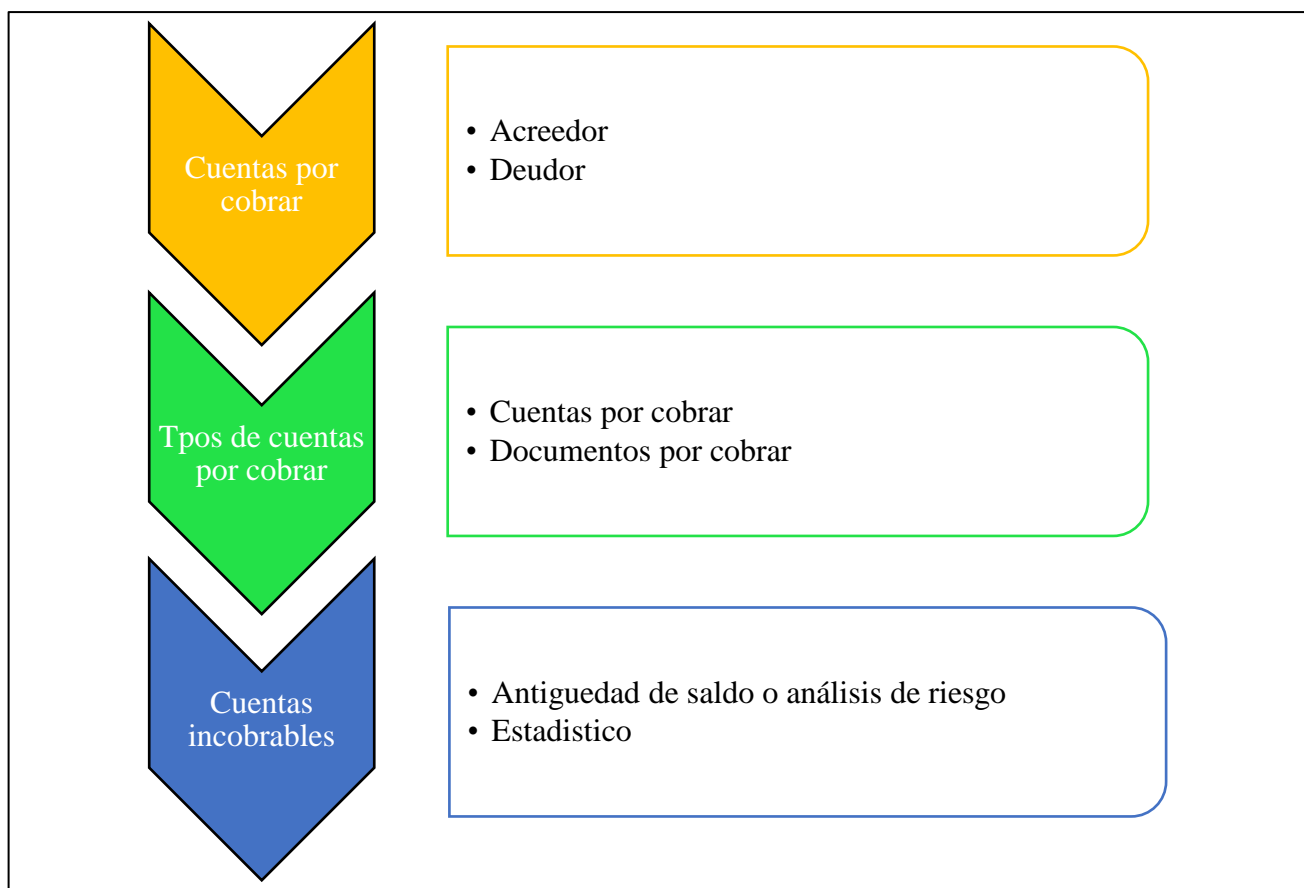 Cuentas por
cobrar
• Acreedor
• Deudor
Tpos de cuentas
por cobrar
• Cuentas por cobrar
• Documentos por cobrar
Cuentas
incobrables
• Antiguedad de saldo o análisis de riesgo
• Estadistico